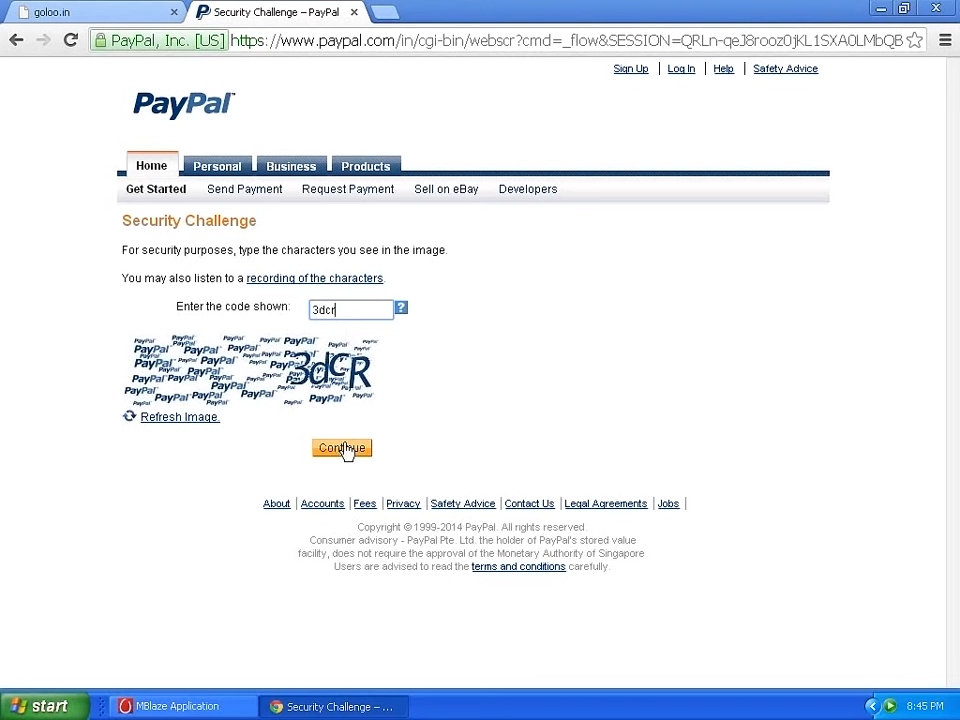 goloo.in
Security Challenge – PayPal
PayPal, Inc. [US] https://www.paypal.com/in/cgi-bin/webscr?cmd=_flow&SESSION=QRLn-qeJ8rooz0jKL1SXA0LMbQB
Sign Up Log In Help Safety Advice
PayPal
Home Personal Business Products
Get Started Send Payment Request Payment Sell on eBay Developers
Security Challenge
For security purposes, type the characters you see in the image.
You may also listen to a recording of the characters.
Enter the code shown: 3dcr ?
3dCR
Refresh Image.
Continue
About Accounts Fees Privacy Safety Advice Contact Us Legal Agreements Jobs
Copyright © 1999-2014 PayPal. All rights reserved.
Consumer advisory - PayPal Pte. Ltd. the holder of PayPal's stored value
facility, does not require the approval of the Monetary Authority of Singapore
Users are advised to read the terms and conditions carefully.
start MBlaze Application Security Challenge – ... 8:45 PM